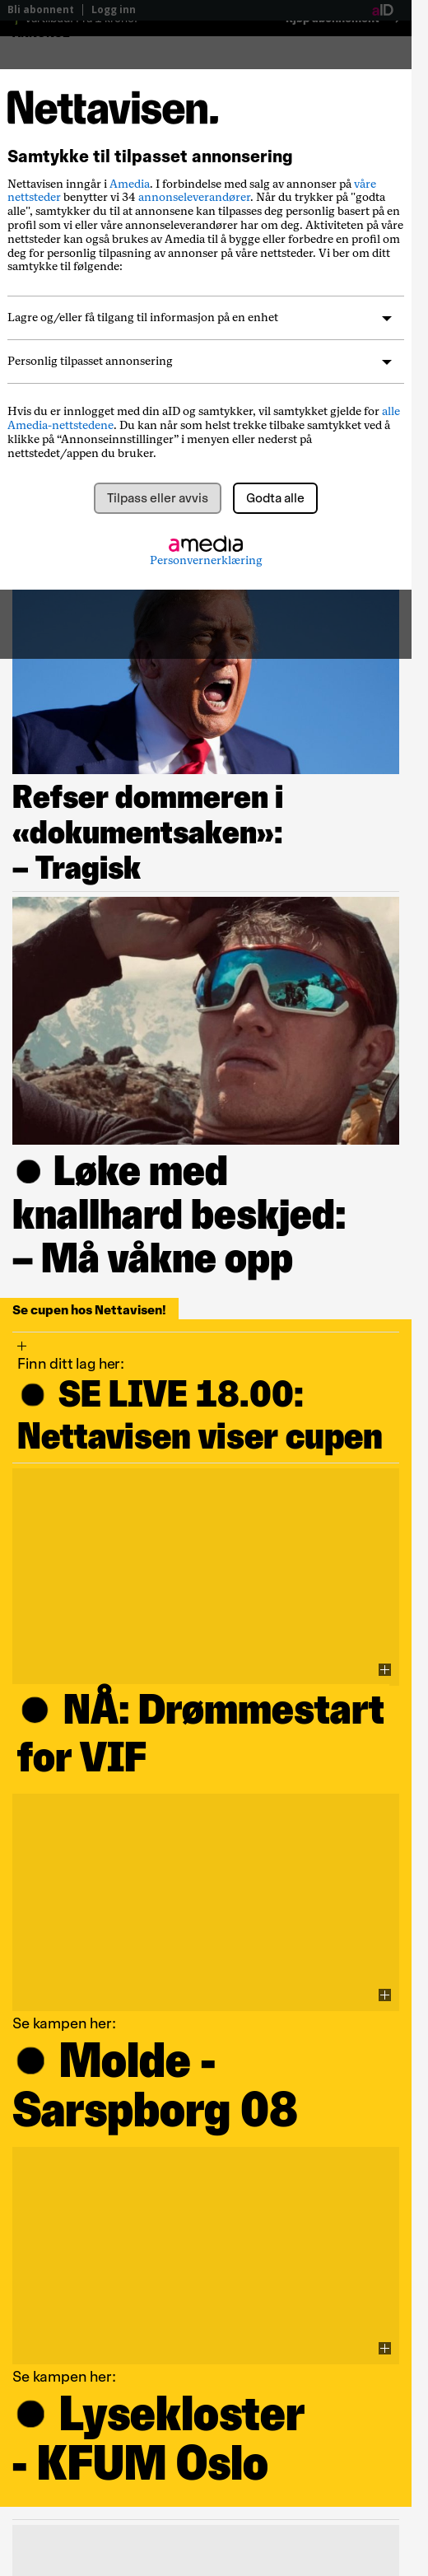 Bli abonnent | Logg inn aID
Nettavisen.
Samtykke til tilpasset annonsering
Nettavisen inngår i Amedia. I forbindelse med salg av annonser på våre
nettsteder benytter vi 34 annonseleverandører. Når du trykker på "godta
alle", samtykker du til at annonsene kan tilpasses deg personlig basert på en
profil som vi eller våre annonseleverandører har om deg. Aktiviteten på våre
nettsteder kan også brukes av Amedia til å bygge eller forbedre en profil om
deg for personlig tilpasning av annonser på våre nettsteder. Vi ber om ditt
samtykke til følgende:
Lagre og/eller få tilgang til informasjon på en enhet
Personlig tilpasset annonsering
Hvis du er innlogget med din aID og samtykker, vil samtykket gjelde for alle
Amedia-nettstedene. Du kan når som helst trekke tilbake samtykket ved å
klikke på “Annonseinnstillinger” i menyen eller nederst på
nettstedet/appen du bruker.
Tilpass eller avvis Godta alle
amedia
Personvernerklæring
Refser dommeren i
«dokumentsaken»:
– Tragisk
Løke med
knallhard beskjed:
– Må våkne opp
Se cupen hos Nettavisen!
Finn ditt lag her:
SE LIVE 18.00:
Nettavisen viser cupen
NÅ: Drømmestart
for VIF
Se kampen her:
Molde -
Sarspborg 08
Se kampen her:
Lysekloster
- KFUM Oslo